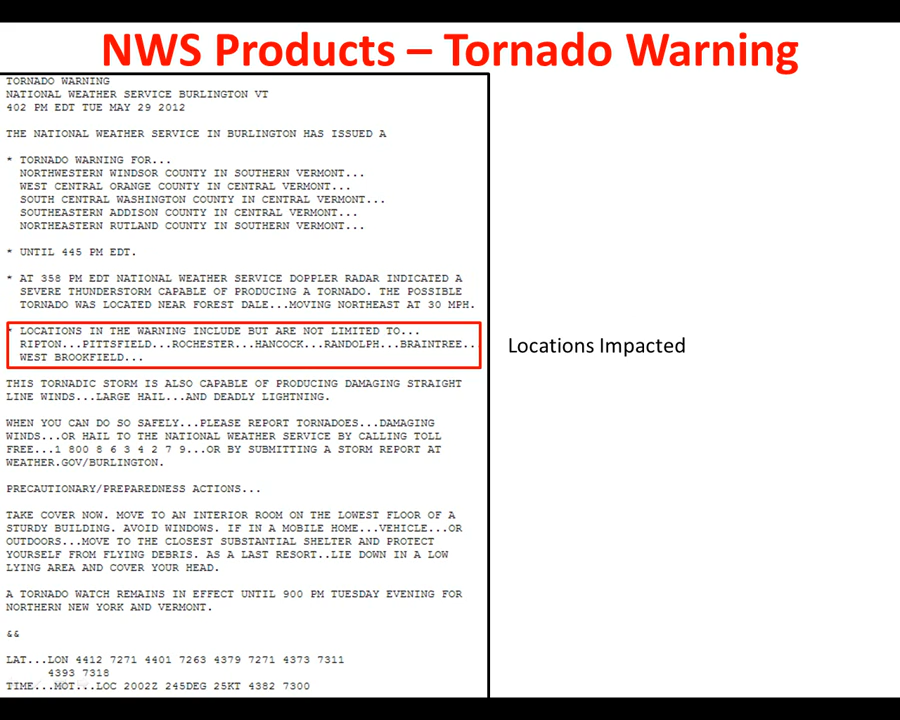 NWS Products – Tornado Warning
TORNADO WARNING
NATIONAL WEATHER SERVICE BURLINGTON VT
402 PM EDT TUE MAY 29 2012
THE NATIONAL WEATHER SERVICE IN BURLINGTON HAS ISSUED A
* TORNADO WARNING FOR...
NORTHWESTERN WINDSOR COUNTY IN SOUTHERN VERMONT...
WEST CENTRAL ORANGE COUNTY IN CENTRAL VERMONT...
SOUTH CENTRAL WASHINGTON COUNTY IN CENTRAL VERMONT...
SOUTHEASTERN ADDISON COUNTY IN CENTRAL VERMONT...
NORTHEASTERN RUTLAND COUNTY IN SOUTHERN VERMONT...
* UNTIL 445 PM EDT.
* AT 358 PM EDT NATIONAL WEATHER SERVICE DOPPLER RADAR INDICATED A
SEVERE THUNDERSTORM CAPABLE OF PRODUCING A TORNADO. THE POSSIBLE
TORNADO WAS LOCATED NEAR FOREST DALE...MOVING NORTHEAST AT 30 MPH.
* LOCATIONS IN THE WARNING INCLUDE BUT ARE NOT LIMITED TO...
RIPTON...PITTSFIELD...ROCHESTER...HANCOCK...RANDOLPH...BRAINTREE..
WEST BROOKFIELD...
Locations Impacted
THIS TORNADIC STORM IS ALSO CAPABLE OF PRODUCING DAMAGING STRAIGHT
LINE WINDS...LARGE HAIL...AND DEADLY LIGHTNING.
WHEN YOU CAN DO SO SAFELY...PLEASE REPORT TORNADOES...DAMAGING
WINDS...OR HAIL TO THE NATIONAL WEATHER SERVICE BY CALLING TOLL
FREE...1 800 8 6 3 4 2 7 9...OR BY SUBMITTING A STORM REPORT AT
WEATHER.GOV/BURLINGTON.
PRECAUTIONARY/PREPAREDNESS ACTIONS...
TAKE COVER NOW. MOVE TO AN INTERIOR ROOM ON THE LOWEST FLOOR OF A
STURDY BUILDING. AVOID WINDOWS. IF IN A MOBILE HOME...VEHICLE...OR
OUTDOORS...MOVE TO THE CLOSEST SUBSTANTIAL SHELTER AND PROTECT
YOURSELF FROM FLYING DEBRIS. AS A LAST RESORT..LIE DOWN IN A LOW
LYING AREA AND COVER YOUR HEAD.
A TORNADO WATCH REMAINS IN EFFECT UNTIL 900 PM TUESDAY EVENING FOR
NORTHERN NEW YORK AND VERMONT.
&&
LAT...LON 4412 7271 4401 7263 4379 7271 4373 7311
4393 7318
TIME...MOT...LOC 2002Z 245DEG 25KT 4382 7300